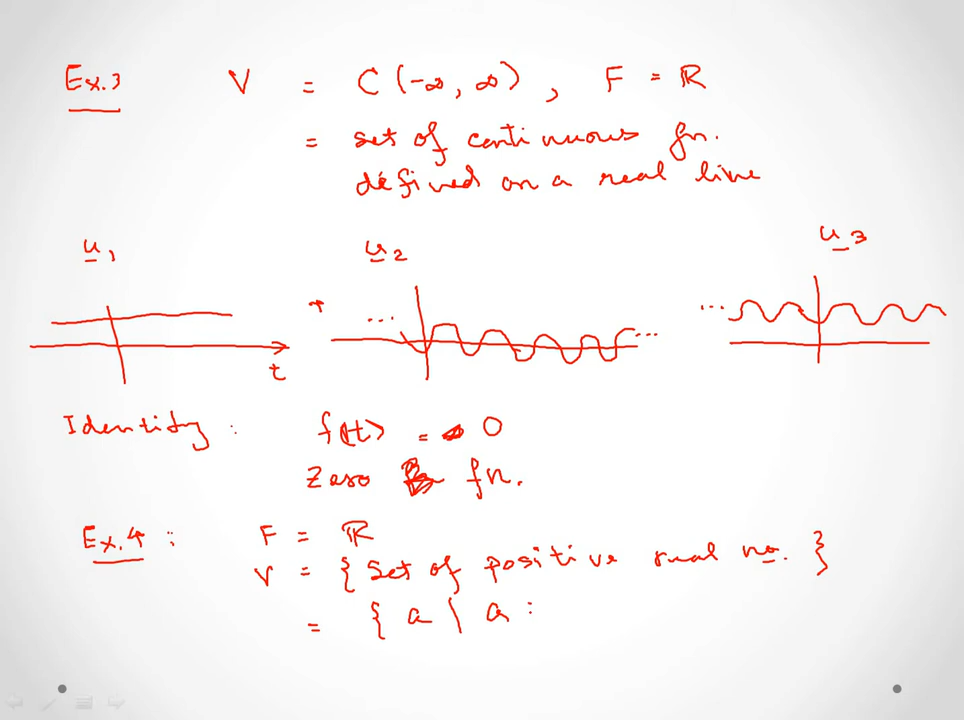 Ex.3 V = C (-∞, ∞), F = ℝ
= set of continuous fn.
defined on a real line
u1 u2 u3
+ ... ... ...
t
Identity : f(t) = 0
Zero fn.
Ex.4 : F = ℝ
V = { set of positive real no. }
= { a | a :